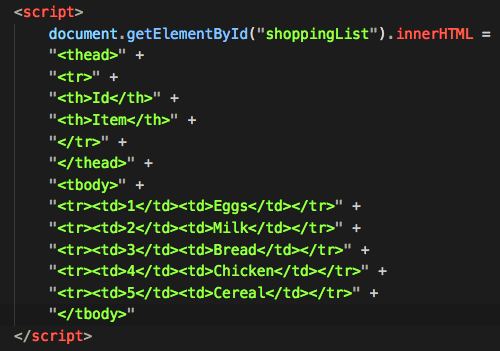 <script>
document.getElementById("shoppingList").innerHTML =
"<thead>" +
"<tr>" +
"<th>Id</th>" +
"<th>Item</th>" +
"</tr>" +
"</thead>" +
"<tbody>" +
"<tr><td>1</td><td>Eggs</td></tr>" +
"<tr><td>2</td><td>Milk</td></tr>" +
"<tr><td>3</td><td>Bread</td></tr>" +
"<tr><td>4</td><td>Chicken</td></tr>" +
"<tr><td>5</td><td>Cereal</td></tr>" +
"</tbody>"
</script>